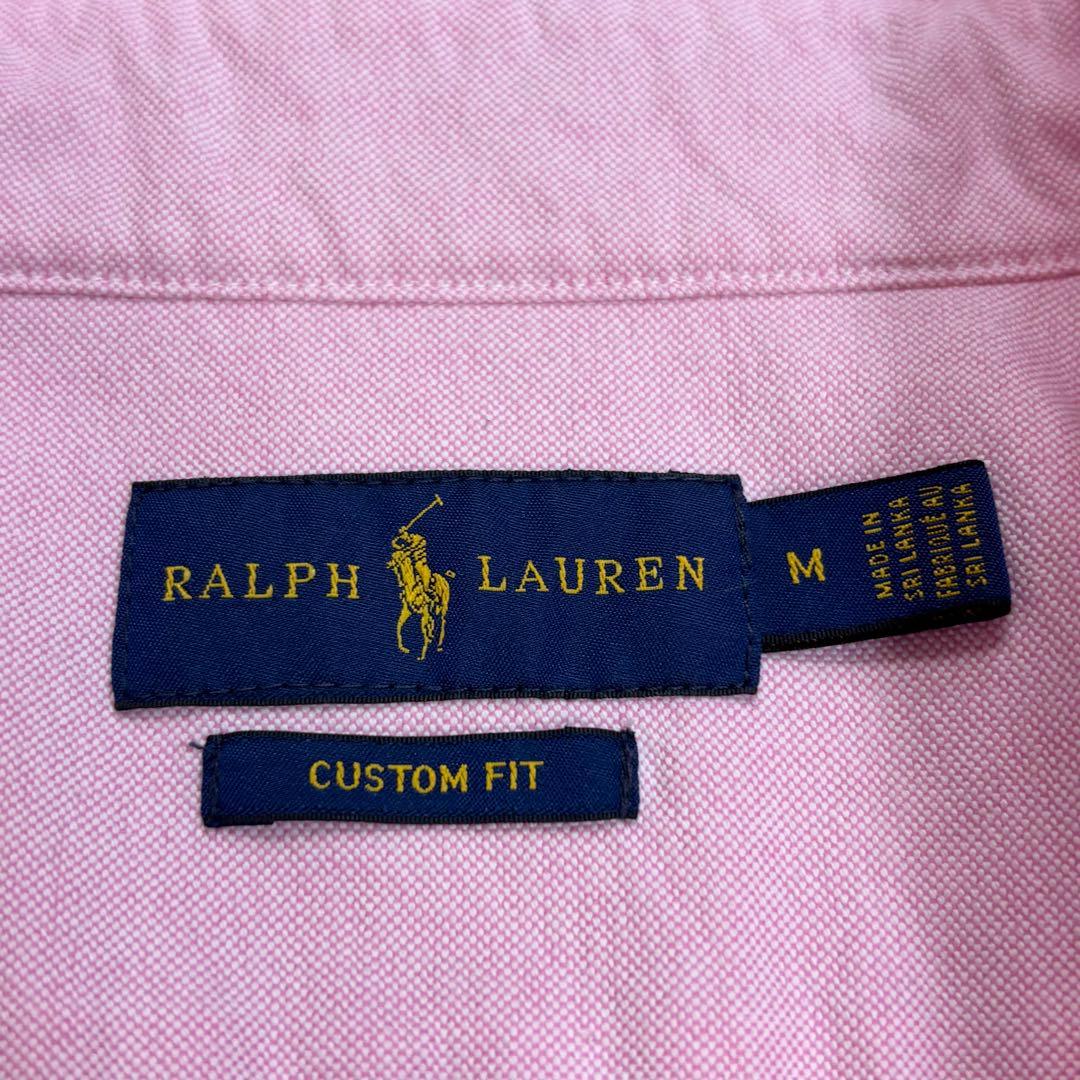 RALPH LAUREN
M
MADE IN
SRI LANKA
FABRIQUÉ AU
SRI LANKA
CUSTOM FIT